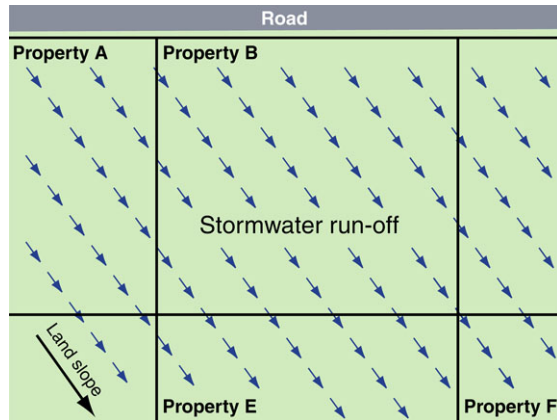 Road
Property A
Property B
Stormwater run-off
Land slope
Property E
Property F